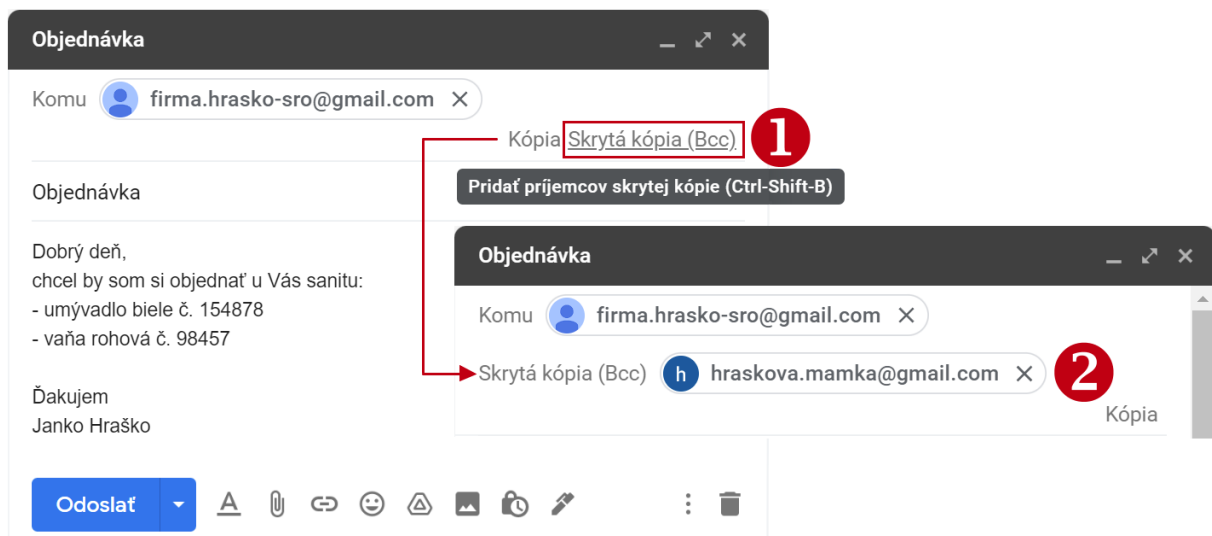 Objednávka
Komu firma.hrasko-sro@gmail.com
Kópia Skrytá kópia (Bcc) 1
Pridať príjemcov skrytej kópie (Ctrl-Shift-B)
Objednávka
Dobrý deň,
chcel by som si objednať u Vás sanitu:
- umývadlo biele č. 154878
- vaňa rohová č. 98457
Ďakujem
Janko Hraško
Odoslať
Objednávka
Komu firma.hrasko-sro@gmail.com
Skrytá kópia (Bcc) h hraskova.mamka@gmail.com 2
Kópia